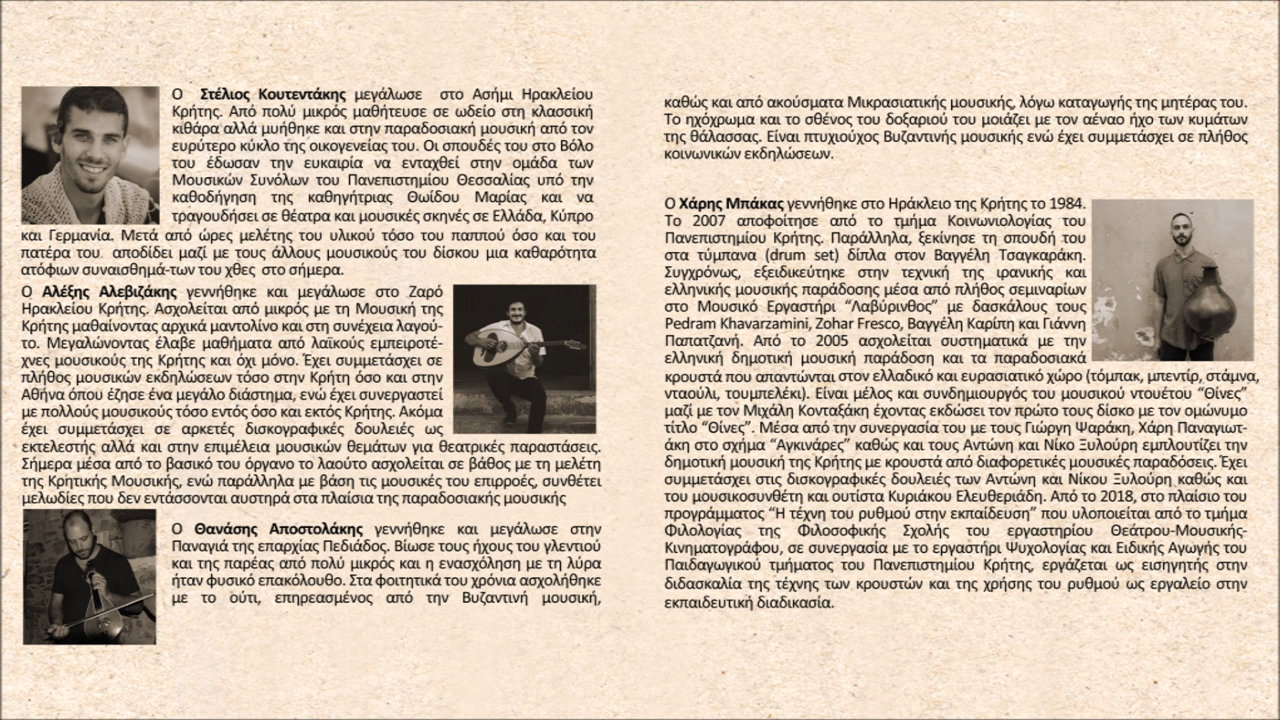 Ο Στέλιος Κουτεντάκης μεγάλωσε στο Ασήμι Ηρακλείου
Κρήτης. Από πολύ μικρός μαθήτευσε σε ωδείο στη κλασσική
κιθάρα αλλά μυήθηκε και στην παραδοσιακή μουσική από τον
ευρύτερο κύκλο της οικογενείας του. Οι σπουδές του στο Βόλο
του έδωσαν την ευκαιρία να ενταχθεί στην ομάδα των
Μουσικών Συνόλων του Πανεπιστημίου Θεσσαλίας υπό την
καθοδήγηση της καθηγήτριας Θωίδου Μαρίας και να
τραγουδήσει σε θέατρα και μουσικές σκηνές σε Ελλάδα, Κύπρο
και Γερμανία. Μετά από ώρες μελέτης του υλικού τόσο του παππού όσο και του
πατέρα του αποδίδει μαζί με τους άλλους μουσικούς του δίσκου μια καθαρότητα
ατόφιων συναισθημά-των του χθες στο σήμερα.
Ο Αλέξης Αλεβιζάκης γεννήθηκε και μεγάλωσε στο Ζαρό
Ηρακλείου Κρήτης. Ασχολείται από μικρός με τη Μουσική της
Κρήτης μαθαίνοντας αρχικά μαντολίνο και στη συνέχεια λαγού-
το. Μεγαλώνοντας έλαβε μαθήματα από λαϊκούς εμπειροτέ-
χνες μουσικούς της Κρήτης και όχι μόνο. Έχει συμμετάσχει σε
πλήθος μουσικών εκδηλώσεων τόσο στην Κρήτη όσο και στην
Αθήνα όπου έζησε ένα μεγάλο διάστημα, ενώ έχει συνεργαστεί
με πολλούς μουσικούς τόσο εντός όσο και εκτός Κρήτης. Ακόμα
έχει συμμετάσχει σε αρκετές δισκογραφικές δουλειές ως
εκτελεστής αλλά και στην επιμέλεια μουσικών θεμάτων για θεατρικές παραστάσεις.
Σήμερα μέσα από το βασικό του όργανο το λαούτο ασχολείται σε βάθος με τη μελέτη
της Κρητικής Μουσικής, ενώ παράλληλα με βάση τις μουσικές του επιρροές, συνθέτει
μελωδίες που δεν εντάσσονται αυστηρά στα πλαίσια της παραδοσιακής μουσικής
Ο Θανάσης Αποστολάκης γεννήθηκε και μεγάλωσε στην
Παναγιά της επαρχίας Πεδιάδος. Βίωσε τους ήχους του γλεντιού
και της παρέας από πολύ μικρός και η ενασχόληση με τη λύρα
ήταν φυσικό επακόλουθο. Στα φοιτητικά του χρόνια ασχολήθηκε
με το ούτι, επηρεασμένος από την Βυζαντινή μουσική,
καθώς και από ακούσματα Μικρασιατικής μουσικής, λόγω καταγωγής της μητέρας του.
Το ηχόχρωμα και το σθένος του δοξαριού του μοιάζει με τον αέναο ήχο των κυμάτων
της θάλασσας. Είναι πτυχιούχος Βυζαντινής μουσικής ενώ έχει συμμετάσχει σε πλήθος
κοινωνικών εκδηλώσεων.
Ο Χάρης Μπάκας γεννήθηκε στο Ηράκλειο της Κρήτης το 1984.
Το 2007 αποφοίτησε από το τμήμα Κοινωνιολογίας του
Πανεπιστημίου Κρήτης. Παράλληλα, ξεκίνησε τη σπουδή του
στα τύμπανα (drum set) δίπλα στον Βαγγέλη Τσαγκαράκη.
Συγχρόνως, εξειδικεύτηκε στην τεχνική της ιρανικής και
ελληνικής μουσικής παράδοσης μέσα από πλήθος σεμιναρίων
στο Μουσικό Εργαστήρι “Λαβύρινθος” με δασκάλους τους
Pedram Khavarzamini, Zohar Fresco, Βαγγέλη Καρίπη και Γιάννη
Παπατζανή. Από το 2005 ασχολείται συστηματικά με την
ελληνική δημοτική μουσική παράδοση και τα παραδοσιακά
κρουστά που απαντώνται στον ελλαδικό και ευρασιατικό χώρο (τόμπακ, μπεντίρ, στάμνα,
νταούλι, τουμπελέκι). Είναι μέλος και συνδημιουργός του μουσικού ντουέτου “Θίνες”
μαζί με τον Μιχάλη Κονταξάκη έχοντας εκδώσει τον πρώτο τους δίσκο με τον ομώνυμο
τίτλο “Θίνες”. Μέσα από την συνεργασία του με τους Γιώργη Ψαράκη, Χάρη Παναγιωτ-
άκη στο σχήμα “Αγκινάρες” καθώς και τους Αντώνη και Νίκο Ξυλούρη εμπλουτίζει την
δημοτική μουσική της Κρήτης με κρουστά από διαφορετικές μουσικές παραδόσεις. Έχει
συμμετάσχει στις δισκογραφικές δουλειές των Αντώνη και Νίκου Ξυλούρη καθώς και
του μουσικοσυνθέτη και ουτίστα Κυριάκου Ελευθεριάδη. Από το 2018, στο πλαίσιο του
προγράμματος “Η τέχνη του ρυθμού στην εκπαίδευση” που υλοποιείται από το τμήμα
Φιλολογίας της Φιλοσοφικής Σχολής του εργαστηρίου Θεάτρου-Μουσικής-
Κινηματογράφου, σε συνεργασία με το εργαστήρι Ψυχολογίας και Ειδικής Αγωγής του
Παιδαγωγικού τμήματος του Πανεπιστημίου Κρήτης, εργάζεται ως εισηγητής στην
διδασκαλία της τέχνης των κρουστών και της χρήσης του ρυθμού ως εργαλείο στην
εκπαιδευτική διαδικασία.